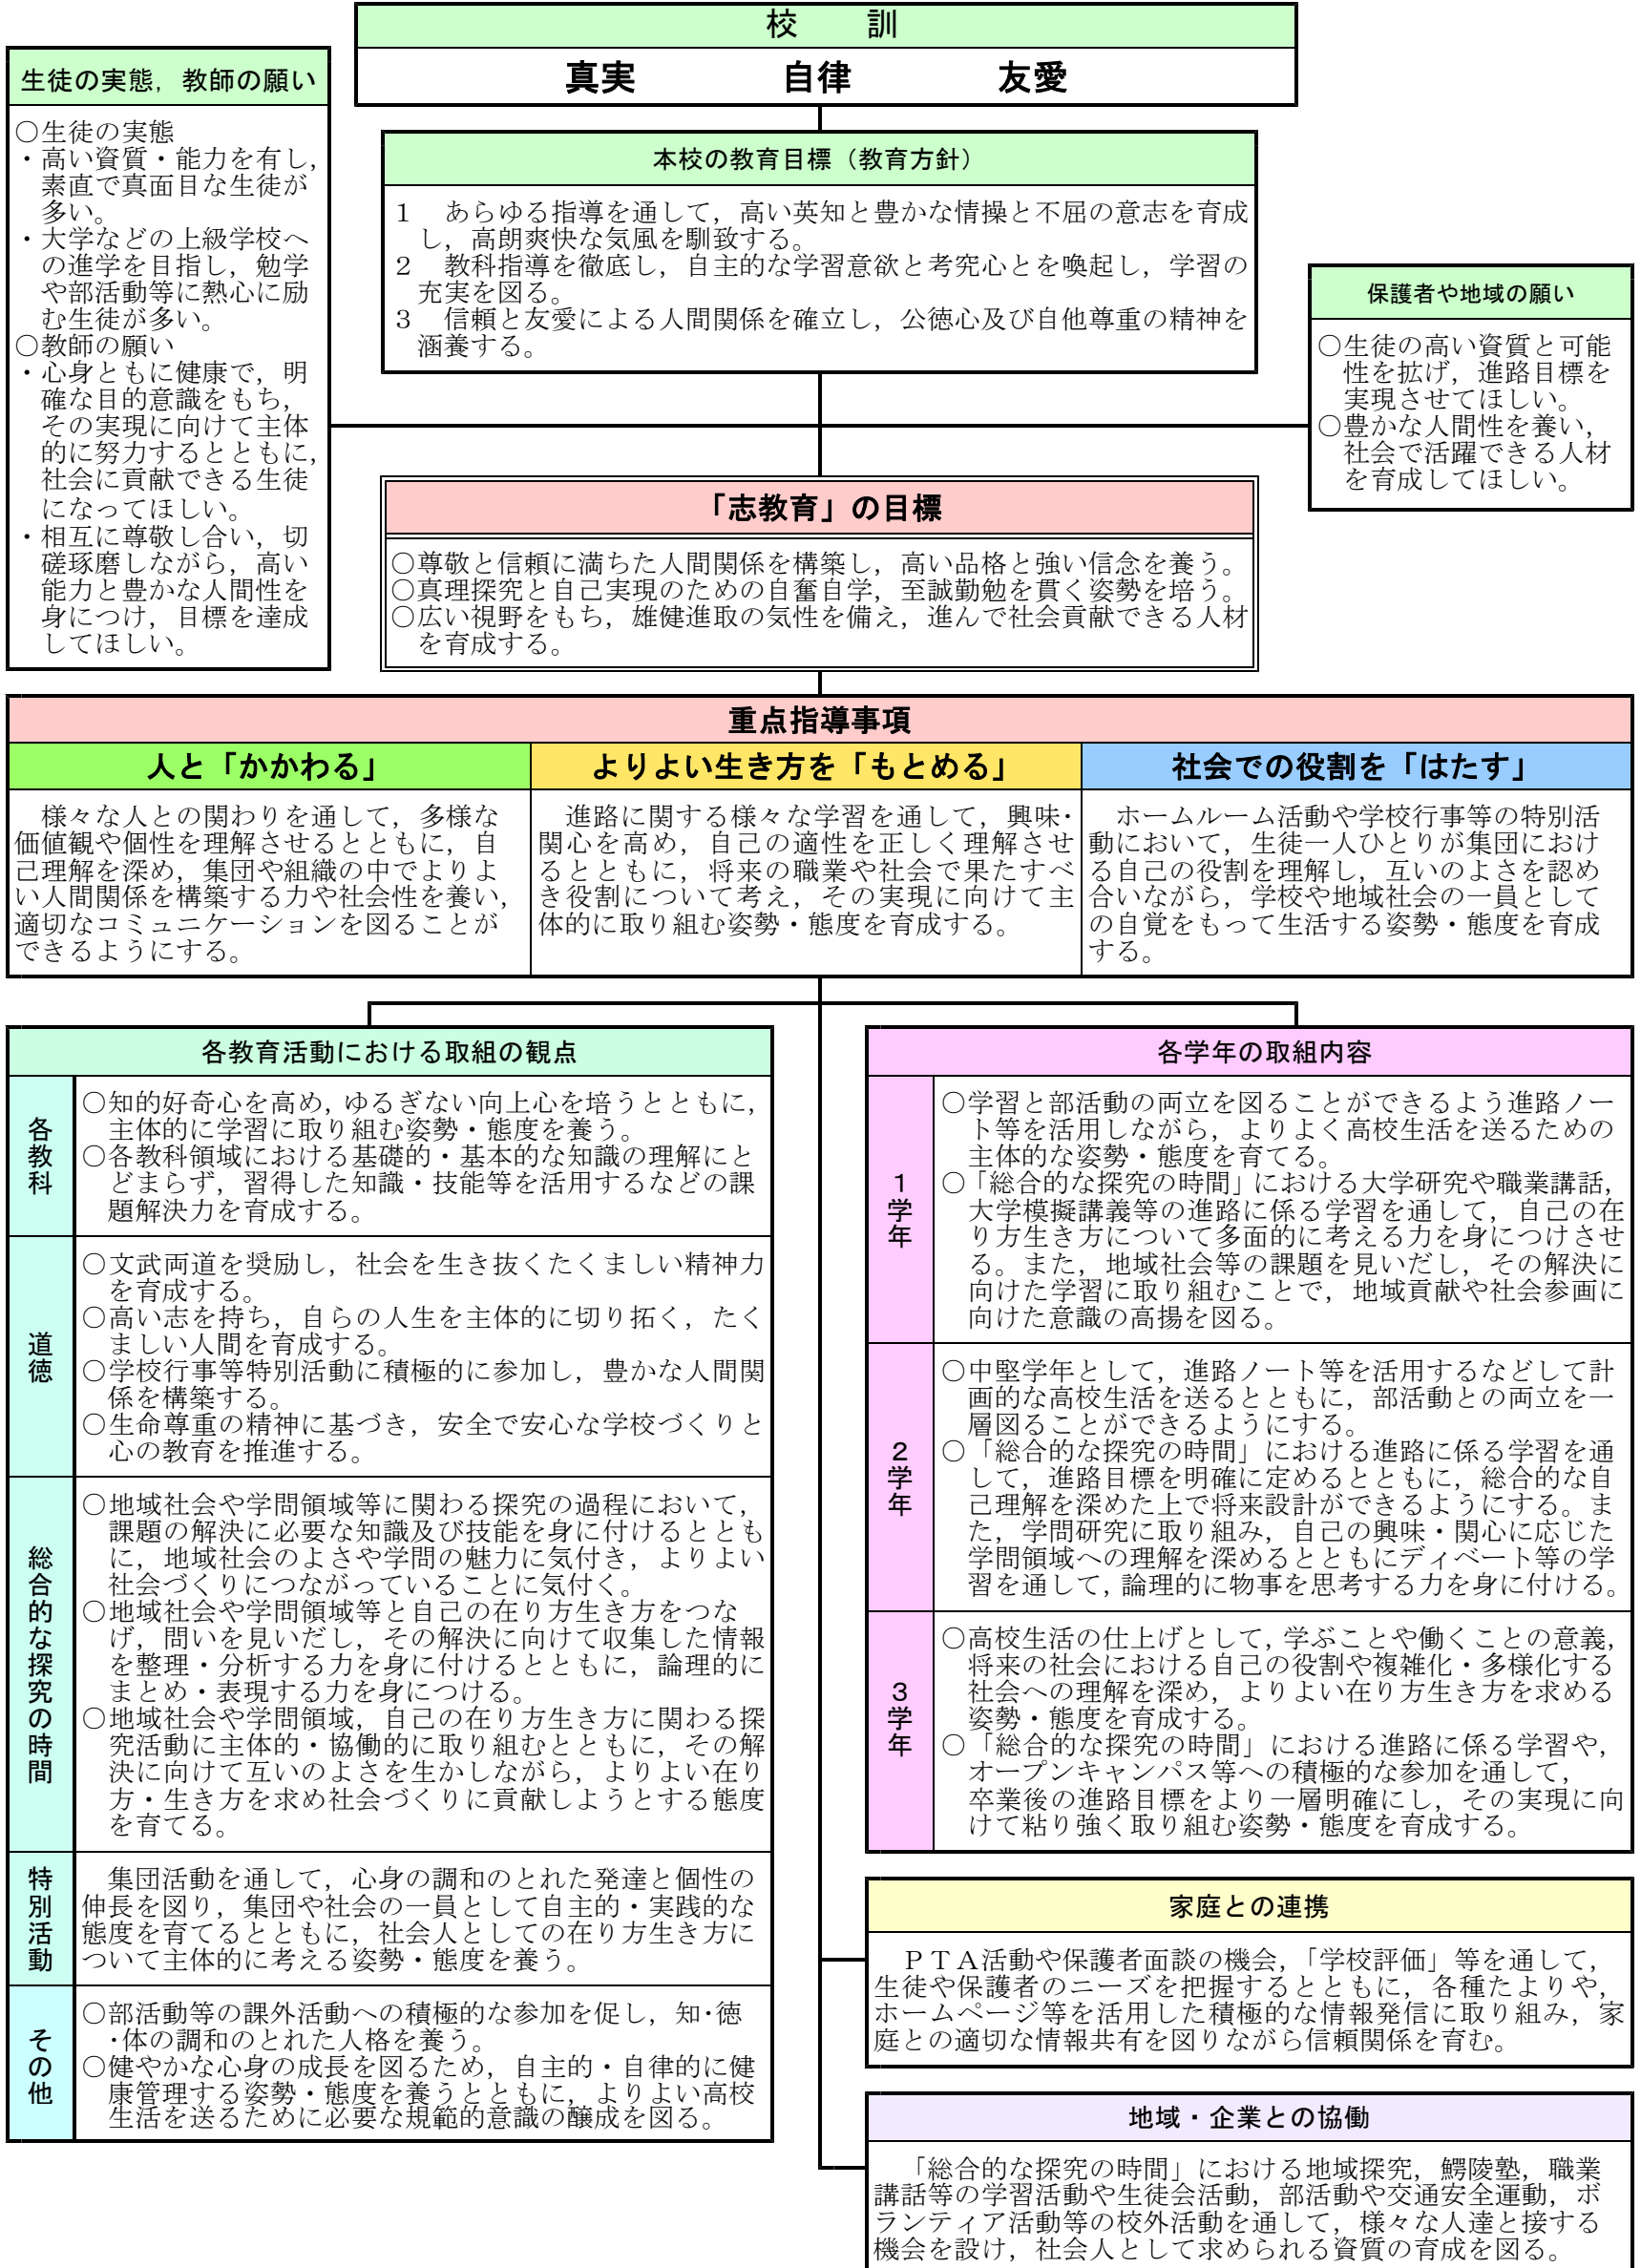 校　　訓
真実　　自律　　友愛
生徒の実態，教師の願い
○生徒の実態
・高い資質・能力を有し，
素直で真面目な生徒が
多い。
・大学などの上級学校へ
の進学を目指し，勉学
や部活動等に熱心に励
む生徒が多い。
○教師の願い
・心身ともに健康で，明
確な目的意識をもち，
その実現に向けて主体
的に努力するとともに，
社会に貢献できる生徒
になってほしい。
・相互に尊敬し合い，切
磋琢磨しながら，高い
能力と豊かな人間性を
身につけ，目標を達成
してほしい。
本校の教育目標（教育方針）
１　あらゆる指導を通して，高い英知と豊かな情操と不屈の意志を育成
し，高朗爽快な気風を馴致する。
２　教科指導を徹底し，自主的な学習意欲と考究心とを喚起し，学習の
充実を図る。
３　信頼と友愛による人間関係を確立し，公徳心及び自他尊重の精神を
涵養する。
保護者や地域の願い
○生徒の高い資質と可能
性を拡げ，進路目標を
実現させてほしい。
○豊かな人間性を養い，
社会で活躍できる人材
を育成してほしい。
「志教育」の目標
○尊敬と信頼に満ちた人間関係を構築し，高い品格と強い信念を養う。
○真理探究と自己実現のための自奮自学，至誠勤勉を貫く姿勢を培う。
○広い視野をもち，雄健進取の気性を備え，進んで社会貢献できる人材
を育成する。
重点指導事項
人と「かかわる」
様々な人との関わりを通して，多様な
価値観や個性を理解させるとともに，自
己理解を深め，集団や組織の中でよりよ
い人間関係を構築する力や社会性を養い，
適切なコミュニケーションを図ることが
できるようにする。
よりよい生き方を「もとめる」
進路に関する様々な学習を通して，興味・
関心を高め，自己の適性を正しく理解させ
るとともに，将来の職業や社会で果たすべ
き役割について考え，その実現に向けて主
体的に取り組む姿勢・態度を育成する。
社会での役割を「はたす」
ホームルーム活動や学校行事等の特別活
動において，生徒一人ひとりが集団におけ
る自己の役割を理解し，互いのよさを認め
合いながら，学校や地域社会の一員として
の自覚をもって生活する姿勢・態度を育成
する。
各教育活動における取組の観点
各教科
○知的好奇心を高め，ゆるぎない向上心を培うとともに，
主体的に学習に取り組む姿勢・態度を養う。
○各教科領域における基礎的・基本的な知識の理解にと
どまらず，習得した知識・技能等を活用するなどの課
題解決力を育成する。
道徳
○文武両道を奨励し，社会を生き抜くたくましい精神力
を育成する。
○高い志を持ち，自らの人生を主体的に切り拓く，たく
ましい人間を育成する。
○学校行事等特別活動に積極的に参加し，豊かな人間関
係を構築する。
○生命尊重の精神に基づき，安全で安心な学校づくりと
心の教育を推進する。
総合的な探究の時間
○地域社会や学問領域等に関わる探究の過程において，
課題の解決に必要な知識及び技能を身に付けるととも
に，地域社会のよさや学問の魅力に気付き，よりよい
社会づくりにつながっていることに気付く。
○地域社会や学問領域等と自己の在り方生き方をつな
げ，問いを見いだし，その解決に向けて収集した情報
を整理・分析する力を身に付けるとともに，論理的に
まとめ・表現する力を身につける。
○地域社会や学問領域，自己の在り方生き方に関わる探
究活動に主体的・協働的に取り組むとともに，その解
決に向けて互いのよさを生かしながら，よりよい在り
方・生き方を求め社会づくりに貢献しようとする態度
を育てる。
特別活動
集団活動を通して，心身の調和のとれた発達と個性の
伸長を図り，集団や社会の一員として自主的・実践的な
態度を育てるとともに，社会人としての在り方生き方に
ついて主体的に考える姿勢・態度を養う。
その他
○部活動等の課外活動への積極的な参加を促し，知・徳
・体の調和のとれた人格を養う。
○健やかな心身の成長を図るため，自主的・自律的に健
康管理する姿勢・態度を養うとともに，よりよい高校
生活を送るために必要な規範的意識の醸成を図る。
各学年の取組内容
１学年
○学習と部活動の両立を図ることができるよう進路ノー
ト等を活用しながら，よりよく高校生活を送るための
主体的な姿勢・態度を育てる。
○「総合的な探究の時間」における大学研究や職業講話，
大学模擬講義等の進路に係る学習を通して，自己の在
り方生き方について多面的に考える力を身につけさせ
る。また，地域社会等の課題を見いだし，その解決に
向けた学習に取り組むことで，地域貢献や社会参画に
向けた意識の高揚を図る。
２学年
○中堅学年として，進路ノート等を活用するなどして計
画的な高校生活を送るとともに，部活動との両立を一
層図ることができるようにする。
○「総合的な探究の時間」における進路に係る学習を通
して，進路目標を明確に定めるとともに，総合的な自
己理解を深めた上で将来設計ができるようにする。ま
た，学問研究に取り組み，自己の興味・関心に応じた
学問領域への理解を深めるとともにディベート等の学
習を通して，論理的に物事を思考する力を身に付ける。
３学年
○高校生活の仕上げとして，学ぶことや働くことの意義，
将来の社会における自己の役割や複雑化・多様化する
社会への理解を深め，よりよい在り方生き方を求める
姿勢・態度を育成する。
○「総合的な探究の時間」における進路に係る学習や，
オープンキャンパス等への積極的な参加を通して，
卒業後の進路目標をより一層明確にし，その実現に向
けて粘り強く取り組む姿勢・態度を育成する。
家庭との連携
ＰＴＡ活動や保護者面談の機会，「学校評価」等を通して，
生徒や保護者のニーズを把握するとともに，各種たよりや，
ホームページ等を活用した積極的な情報発信に取り組み，家
庭との適切な情報共有を図りながら信頼関係を育む。
地域・企業との協働
「総合的な探究の時間」における地域探究，鰐陵塾，職業
講話等の学習活動や生徒会活動，部活動や交通安全運動，ボ
ランティア活動等の校外活動を通して，様々な人達と接する
機会を設け，社会人として求められる資質の育成を図る。